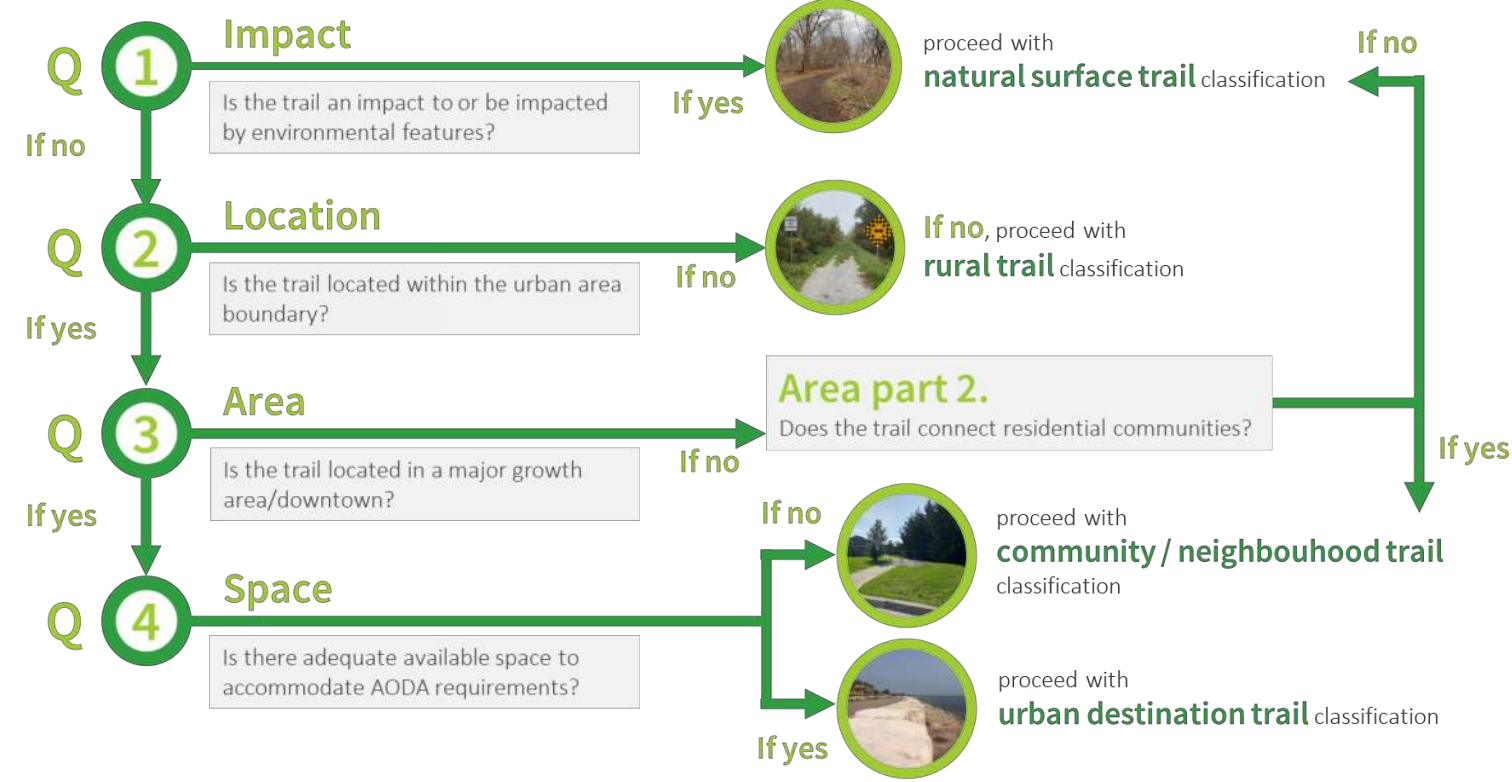 Q
1
Impact
Is the trail an impact to or be impacted
by environmental features?
If yes
proceed with
natural surface trail classification
If no
If no
Q
2
Location
Is the trail located within the urban area
boundary?
If no
If no, proceed with
rural trail classification
If yes
Q
3
Area
Is the trail located in a major growth
area/downtown?
If no
Area part 2.
Does the trail connect residential communities?
If yes
If yes
Q
4
Space
Is there adequate available space to
accommodate AODA requirements?
If no
proceed with
community / neighbouhood trail
classification
If yes
proceed with
urban destination trail classification